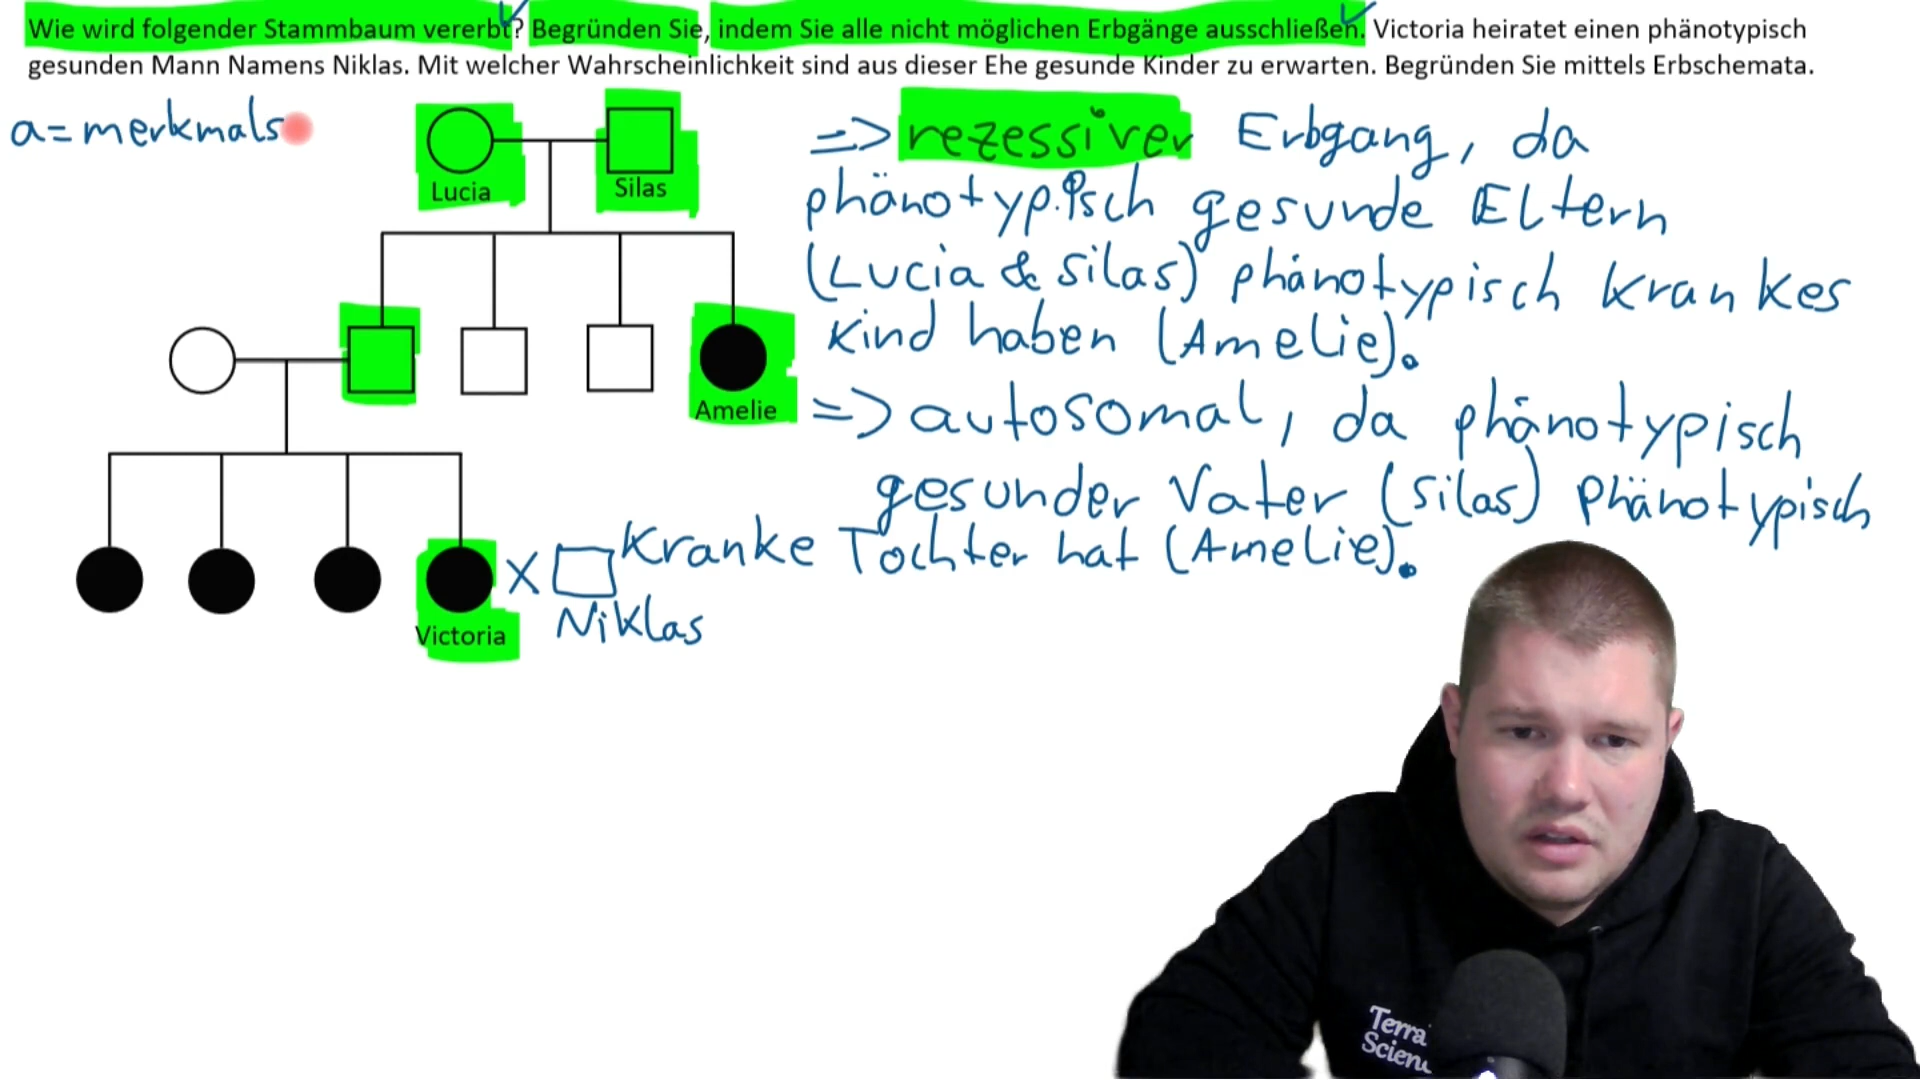 Wie wird folgender Stammbaum vererbt? Begründen Sie, indem Sie alle nicht möglichen Erbgänge ausschließen. Victoria heiratet einen phänotypisch
gesunden Mann Namens Niklas. Mit welcher Wahrscheinlichkeit sind aus dieser Ehe gesunde Kinder zu erwarten. Begründen Sie mittels Erbschemata.
a=merkmals
Lucia
Silas
=> rezessiver Erbgang, da
phänotypisch gesunde Eltern
(Lucia & Silas) phänotypisch krankes
Kind haben (Amelie).
Amelie
=> autosomal, da phänotypisch
gesunder Vater (Silas) phänotypisch
Kranke Tochter hat (Amelie).
X
Victoria
Niklas
Terra
Scien